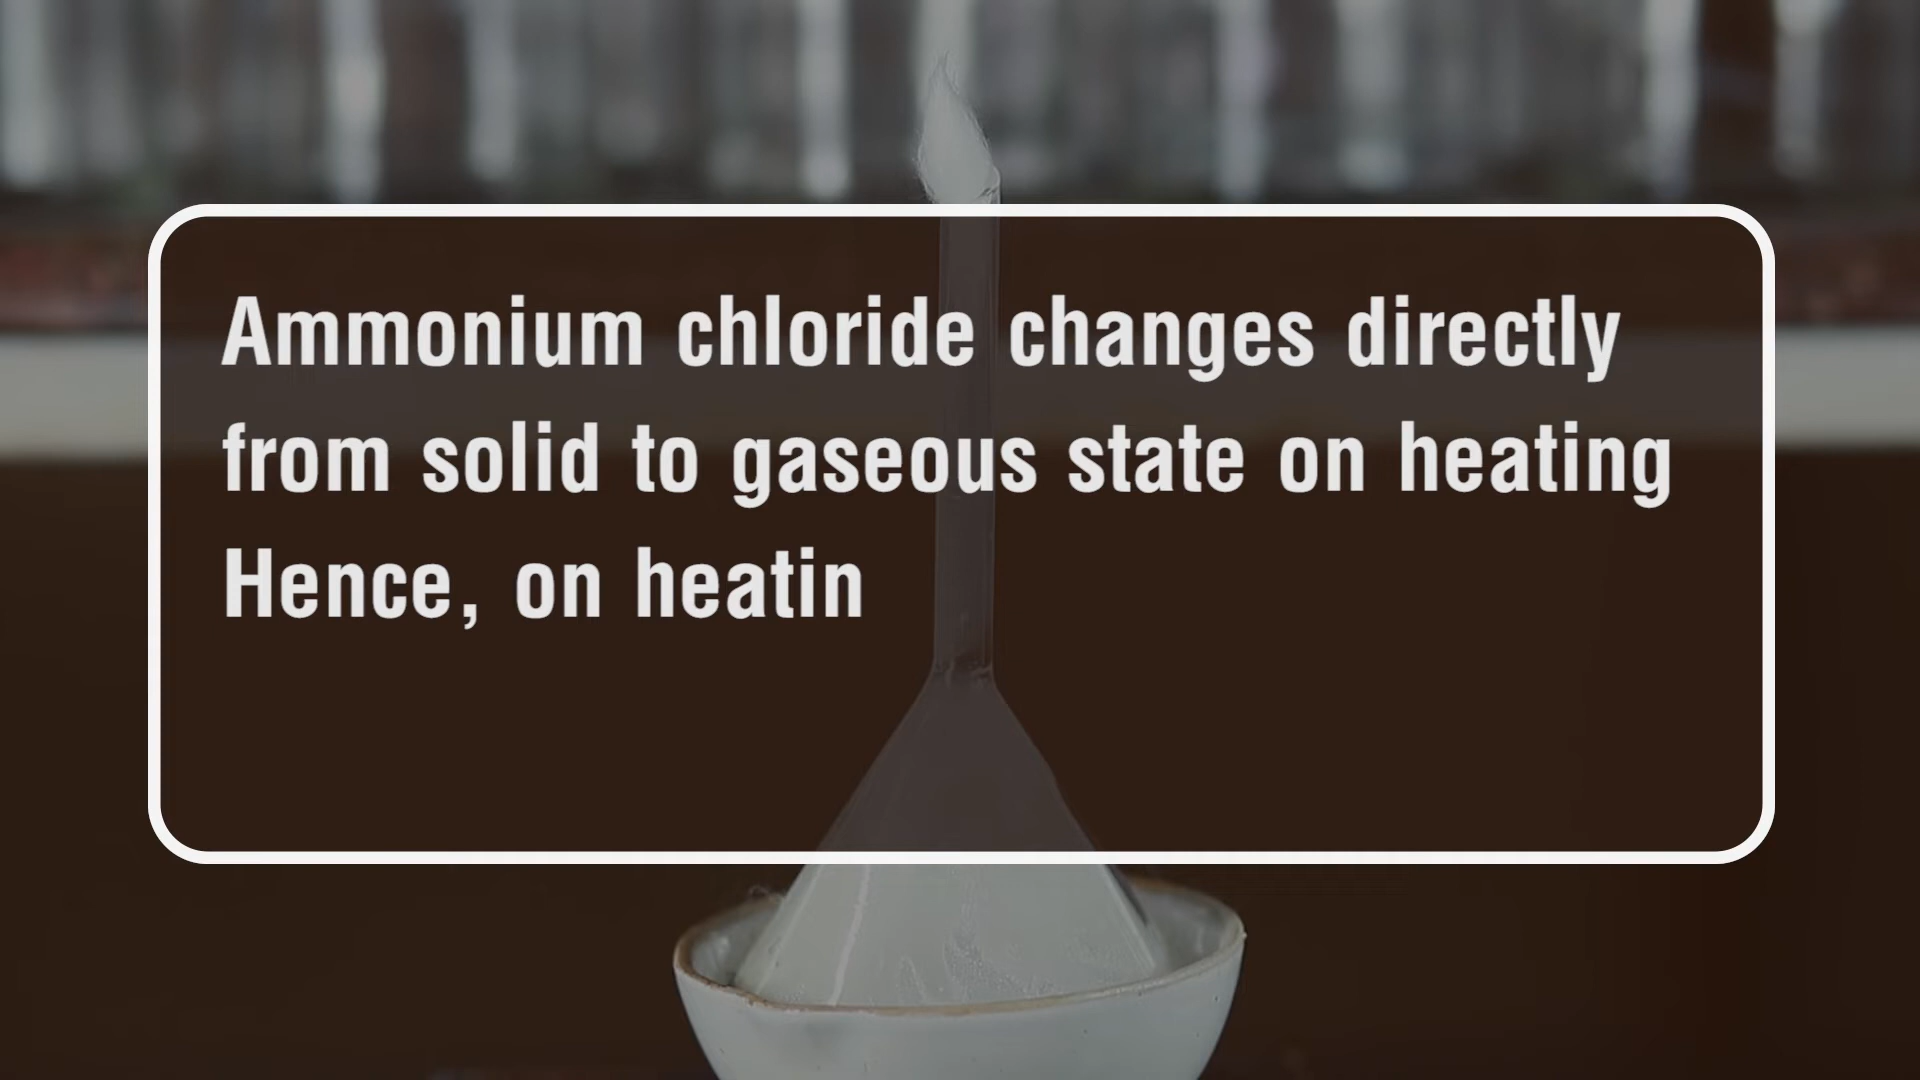 Ammonium chloride changes directly
from solid to gaseous state on heating
Hence, on heatin